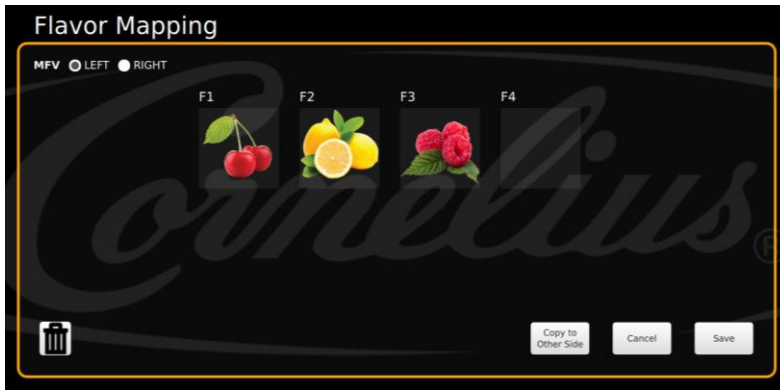 Flavor Mapping
MFV LEFT RIGHT
F1 F2 F3 F4
Cornelius®
Copy to
Other Side
Cancel
Save